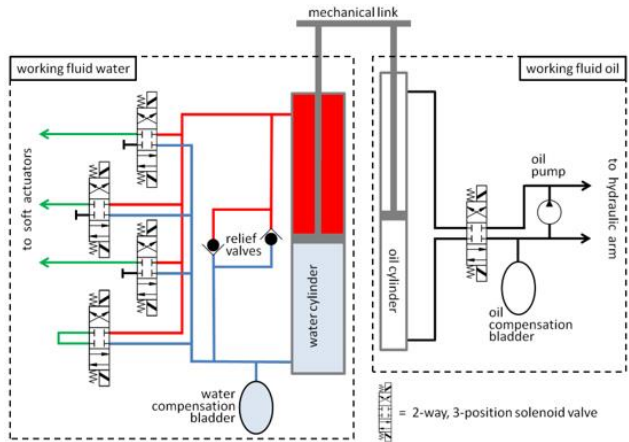 mechanical link
working fluid water
working fluid oil
to soft actuators
relief
valves
water cylinder
water
compensation
bladder
oil cylinder
oil
pump
to hydraulic arm
oil
compensation
bladder
= 2-way, 3-position solenoid valve